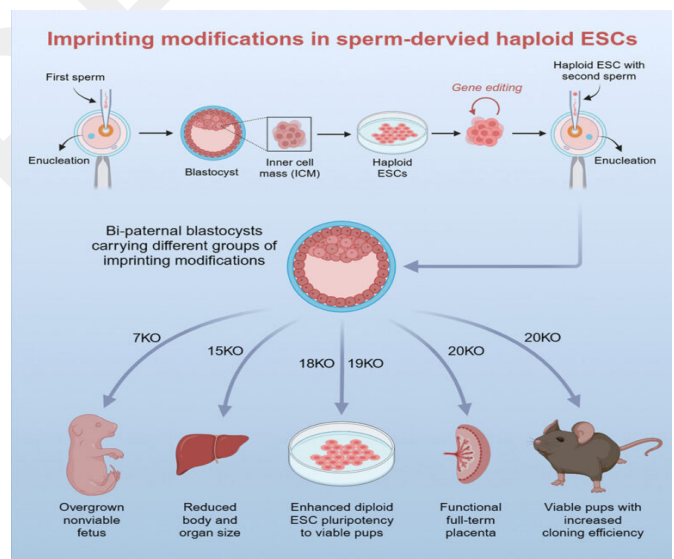 Imprinting modifications in sperm-dervied haploid ESCs
First sperm
Enucleation
Blastocyst
Inner cell
mass (ICM)
Haploid
ESCs
Gene editing
Haploid ESC with
second sperm
Enucleation
Bi-paternal blastocysts
carrying different groups of
imprinting modifications
7KO
15KO
18KO
19KO
20KO
20KO
Overgrown
nonviable
fetus
Reduced
body and
organ size
Enhanced diploid
ESC pluripotency
to viable pups
Functional
full-term
placenta
Viable pups with
increased
cloning efficiency